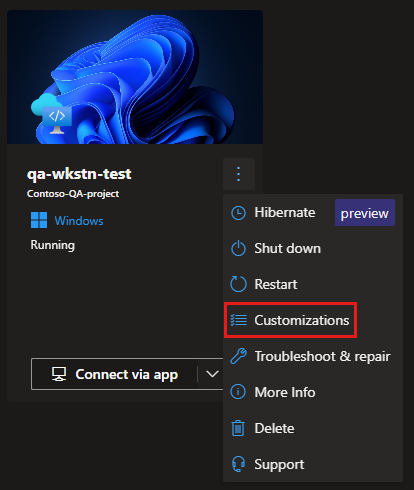 qa-wkstn-test
Contoso-QA-project
Windows
Running
Connect via app
Hibernate preview
Shut down
Restart
Customizations
Troubleshoot & repair
More Info
Delete
Support